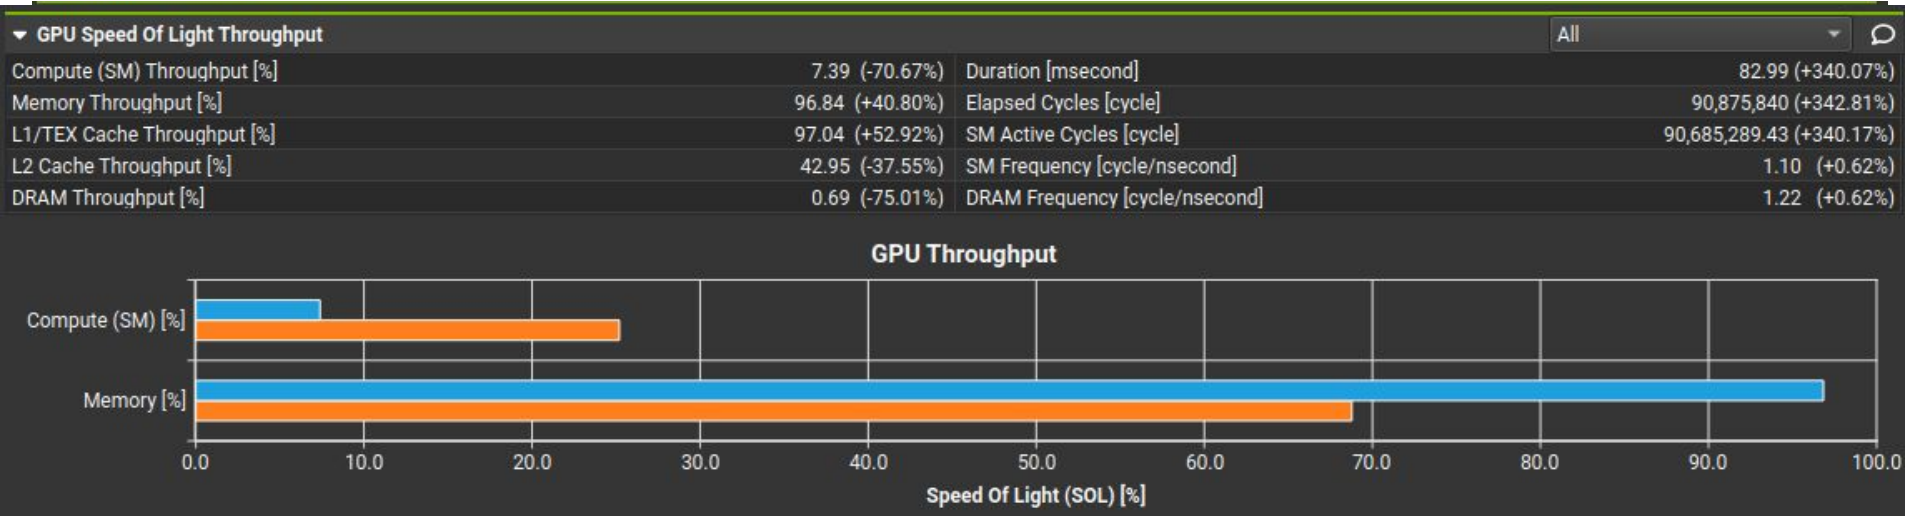 GPU Speed Of Light Throughput All
Compute (SM) Throughput [%] 7.39 (-70.67%) Duration [msecond] 82.99 (+340.07%)
Memory Throughput [%] 96.84 (+40.80%) Elapsed Cycles [cycle] 90,875,840 (+342.81%)
L1/TEX Cache Throughput [%] 97.04 (+52.92%) SM Active Cycles [cycle] 90,685,289.43 (+340.17%)
L2 Cache Throughput [%] 42.95 (-37.55%) SM Frequency [cycle/nsecond] 1.10 (+0.62%)
DRAM Throughput [%] 0.69 (-75.01%) DRAM Frequency [cycle/nsecond] 1.22 (+0.62%)
GPU Throughput
Compute (SM) [%]
Memory [%]
0.0 10.0 20.0 30.0 40.0 50.0 60.0 70.0 80.0 90.0 100.0
Speed Of Light (SOL) [%]